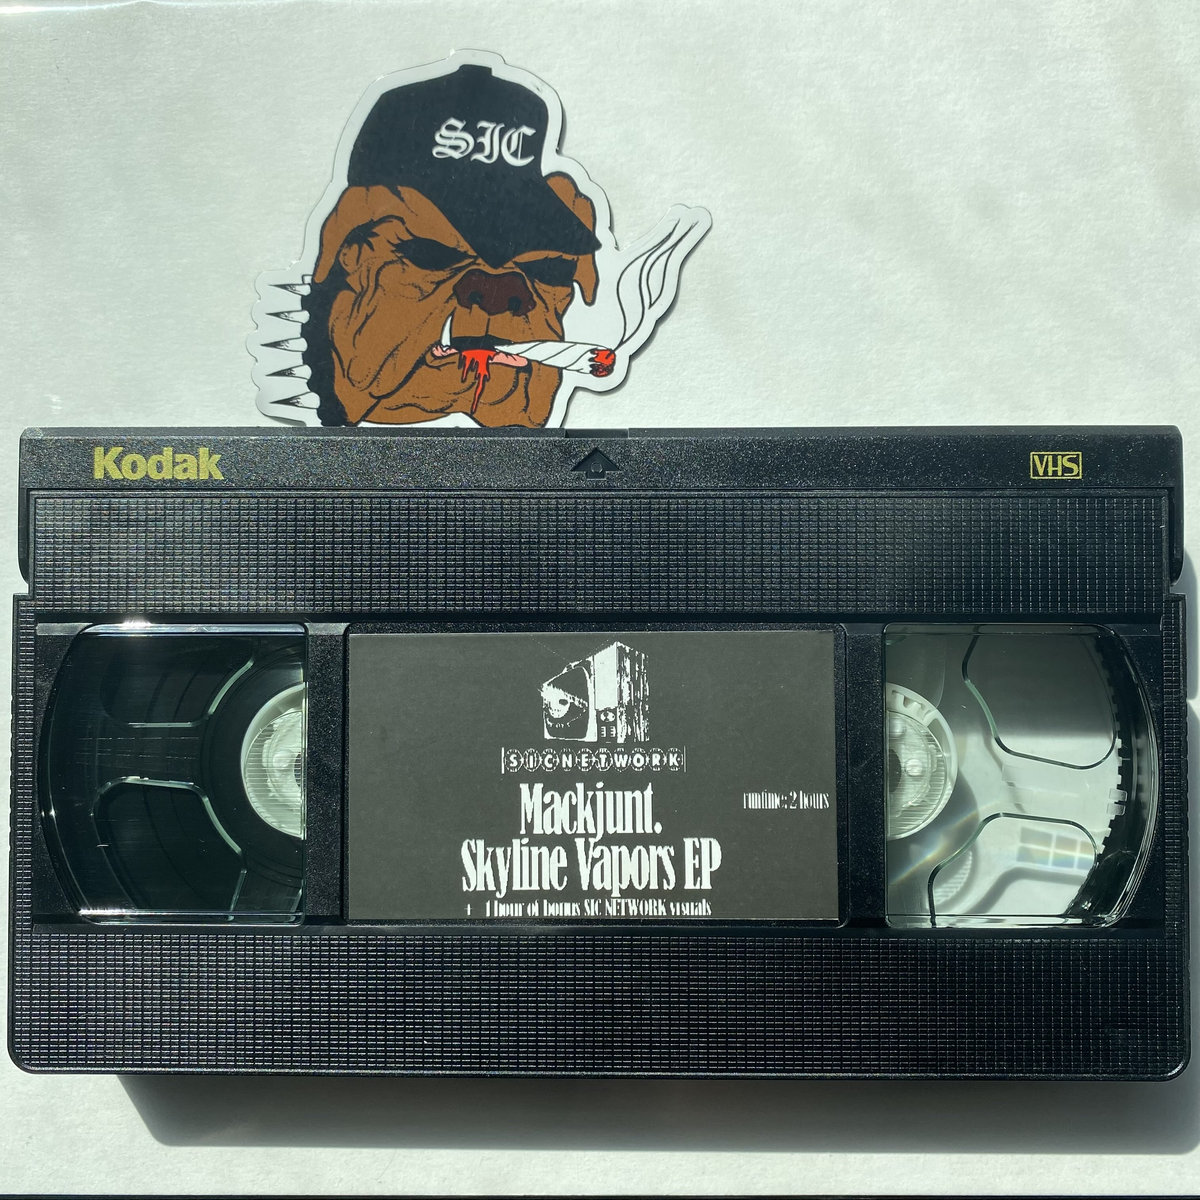 SIC
Kodak
VHS
SICNETWORK
Mackjunt.
runtime: 2 hours
Skyline Vapors EP
+ 1 hour of bonus SIC NETWORK visuals